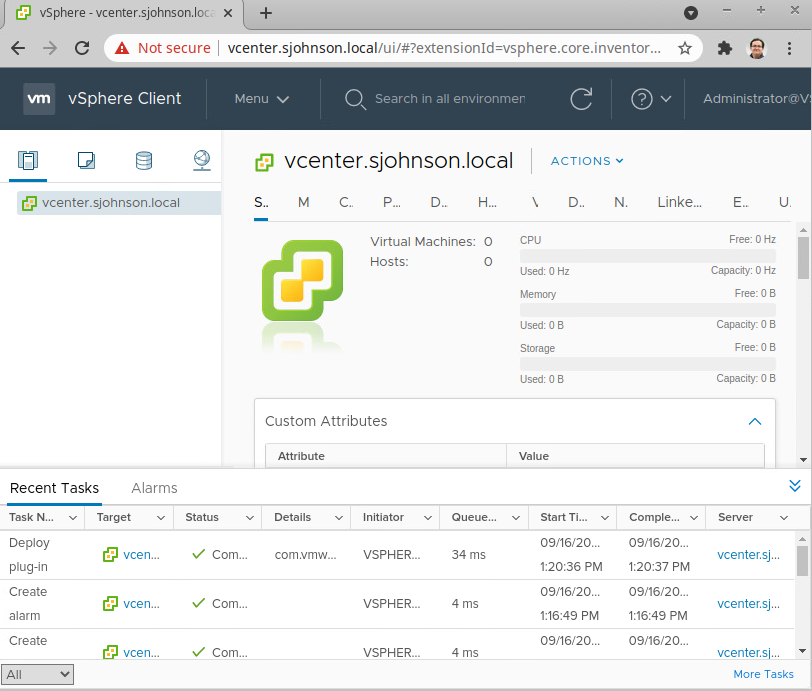 vSphere - vcenter.sjohnson.loca
Not secure vcenter.sjohnson.local/ui/#?extensionId=vsphere.core.inventor...
vm vSphere Client Menu Search in all environmen Administrator@VS
vcenter.sjohnson.local
vcenter.sjohnson.local ACTIONS
S.. M C.. P... D.. H... V D.. N. Linke... E... U
Virtual Machines: 0
Hosts: 0
CPU Free: 0 Hz
Used: 0 Hz Capacity: 0 Hz
Memory Free: 0 B
Used: 0 B Capacity: 0 B
Storage Free: 0 B
Used: 0 B Capacity: 0 B
Custom Attributes
Attribute Value
Recent Tasks Alarms
Task N... Target Status Details Initiator Queue... Start Ti... Comple... Server
Deploy plug-in vcen... Com... com.vmw... VSPHER... 34 ms 09/16/20... 1:20:36 PM 09/16/20... 1:20:37 PM vcenter.sj...
Create alarm vcen... Com... VSPHER... 4 ms 09/16/20... 1:16:49 PM 09/16/20... 1:16:49 PM vcenter.sj...
Create vcen... Com... VSPHER... 4 ms 09/16/20... 09/16/20... vcenter.sj...
All More Tasks